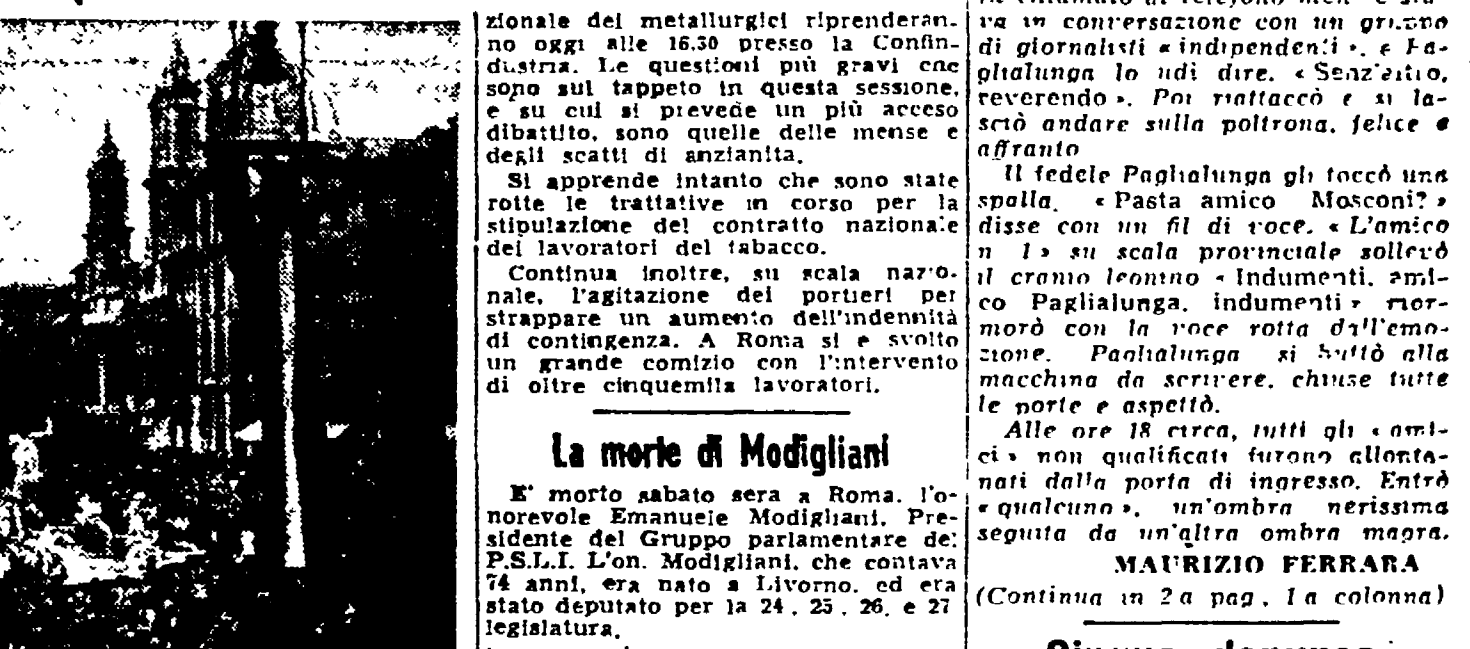 zionale dei metallurgici riprenderan-
no oggi alle 16.30 presso la Confin-
dustria. Le questioni più gravi che
sono sul tappeto in questa sessione,
e su cui si prevede un più acceso
dibattito, sono quelle delle mense e
degli scatti di anzianità.
Si apprende intanto che sono state
rotte le trattative in corso per la
stipulazione del contratto nazionale
dei lavoratori del tabacco.
Continua inoltre, su scala nazio-
nale, l'agitazione dei portieri per
strappare un aumento dell'indennità
di contingenza. A Roma si è svolto
un grande comizio con l'intervento
di oltre cinquemila lavoratori.
La morte di Modigliani
E' morto sabato sera a Roma, l'o-
norevole Emanuele Modigliani, Pre-
sidente del Gruppo parlamentare del
P.S.L.I. L'on. Modigliani, che contava
74 anni, era nato a Livorno, ed era
stato deputato per la 24, 25, 26, e 27
legislatura.
va in conversazione con un gruppo
di giornalisti « indipendenti », e Pa-
glialunga lo udì dire. « Senz'altro,
reverendo ». Poi riattaccò e si la-
sciò andare sulla poltrona, felice e
affranto
Il fedele Paglialunga gli toccò una
spalla. « Pasta amico Mosconi? »
disse con un fil di voce. « L'amico
n 1 » su scala provinciale sollevò
il cranio leonino « Indumenti, ami-
co Paglialunga, indumenti » mor-
morò con la voce rotta dall'emo-
zione. Paglialunga si buttò alla
macchina da scrivere, chiuse tutte
le porte e aspettò.
Alle ore 18 circa, tutti gli « ami-
ci » non qualificati furono allonta-
nati dalla porta di ingresso. Entrò
« qualcuno », un'ombra nerissima
seguita da un'altra ombra magra.
MAURIZIO FERRARA
(Continua in 2a pag., 1a colonna)